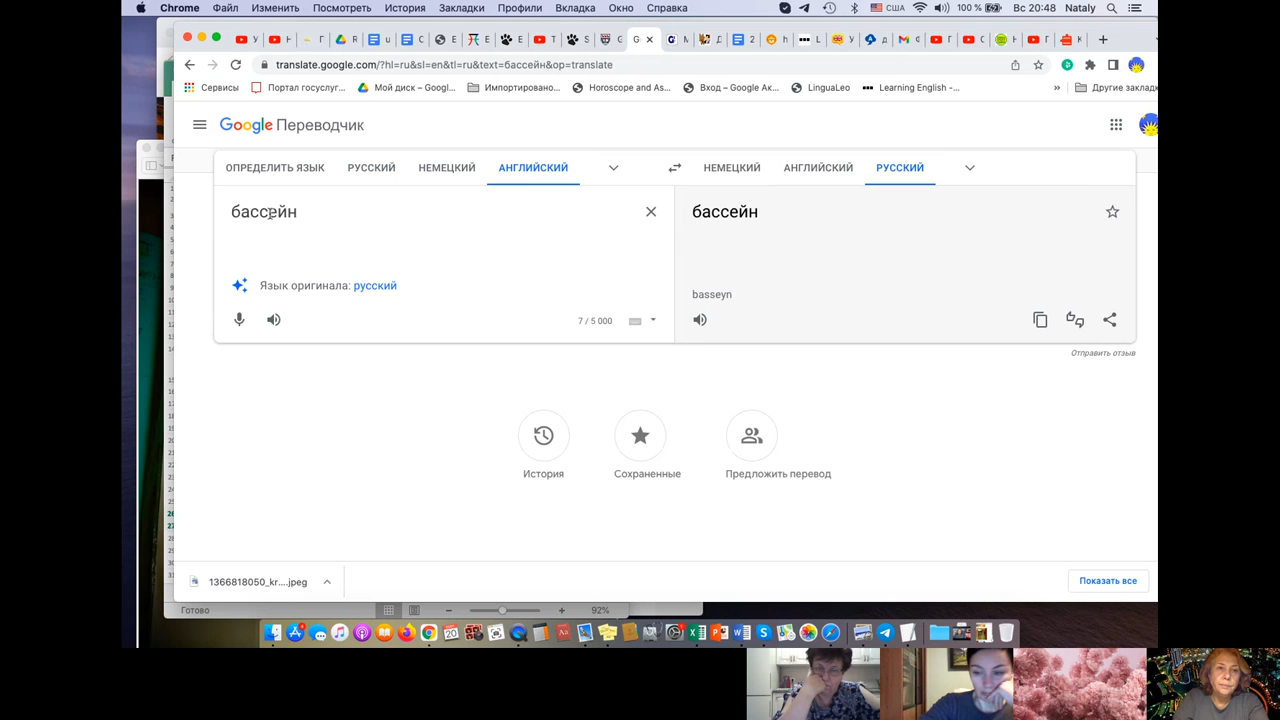 Chrome Файл Изменить Посмотреть История Закладки Профили Вкладка Окно Справка США 100 % Вс 20:48 Nataly
translate.google.com/?hl=ru&sl=en&tl=ru&text=бассейн&op=translate
Сервисы Портал госуслуг... Мой диск – Googl... Импортировано... Horoscope and As... Вход – Google Ак... LinguaLeo Learning English -... » Другие заклад
Google Переводчик
ОПРЕДЕЛИТЬ ЯЗЫК РУССКИЙ НЕМЕЦКИЙ АНГЛИЙСКИЙ НЕМЕЦКИЙ АНГЛИЙСКИЙ РУССКИЙ
бассейн бассейн
Язык оригинала: русский
basseyn
7 / 5 000
Отправить отзыв
История Сохраненные Предложить перевод
1366818050_kr....jpeg Показать все
Готово 92%